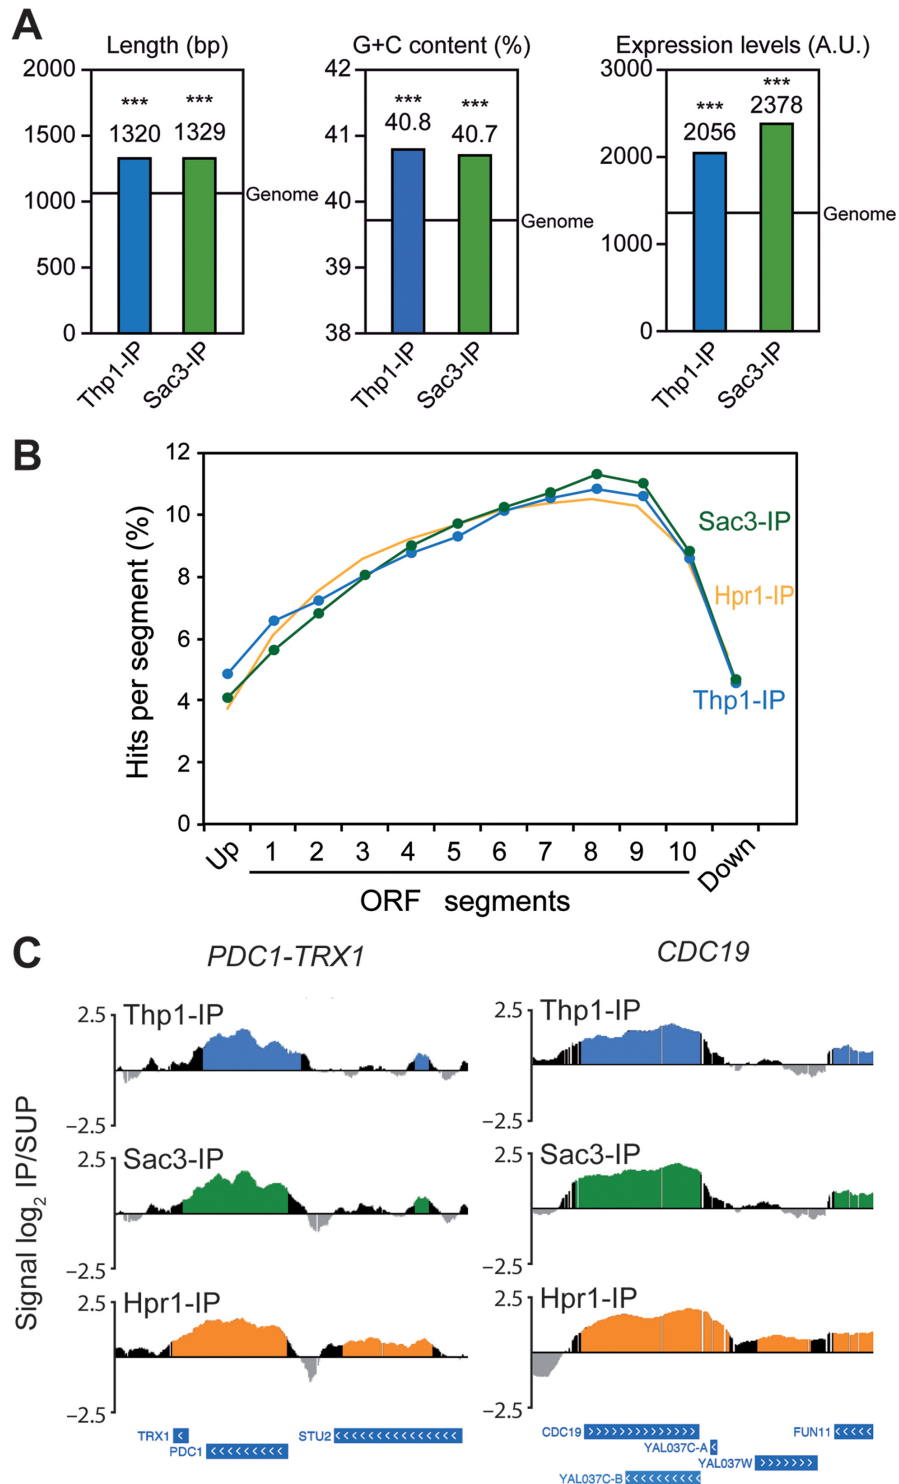 A
Length (bp)
G+C content (%)
Expression levels (A.U.)
2000
1500
1000
500
0
***
***
1320
1329
Genome
Thp1-IP
Sac3-IP
42
41
40
39
38
***
***
40.8
40.7
Genome
Thp1-IP
Sac3-IP
3000
2000
1000
0
***
***
2056
2378
Genome
Thp1-IP
Sac3-IP
B
Hits per segment (%)
12
10
8
6
4
2
0
Sac3-IP
Hpr1-IP
Thp1-IP
Up 1 2 3 4 5 6 7 8 9 10 Down
ORF segments
C
PDC1-TRX1
CDC19
Signal log2 IP/SUP
2.5
Thp1-IP
−2.5
2.5
Sac3-IP
−2.5
2.5
Hpr1-IP
−2.5
TRX1
PDC1
STU2
2.5
Thp1-IP
−2.5
2.5
Sac3-IP
−2.5
2.5
Hpr1-IP
−2.5
CDC19
FUN11
YAL037C-A
YAL037W
YAL037C-B